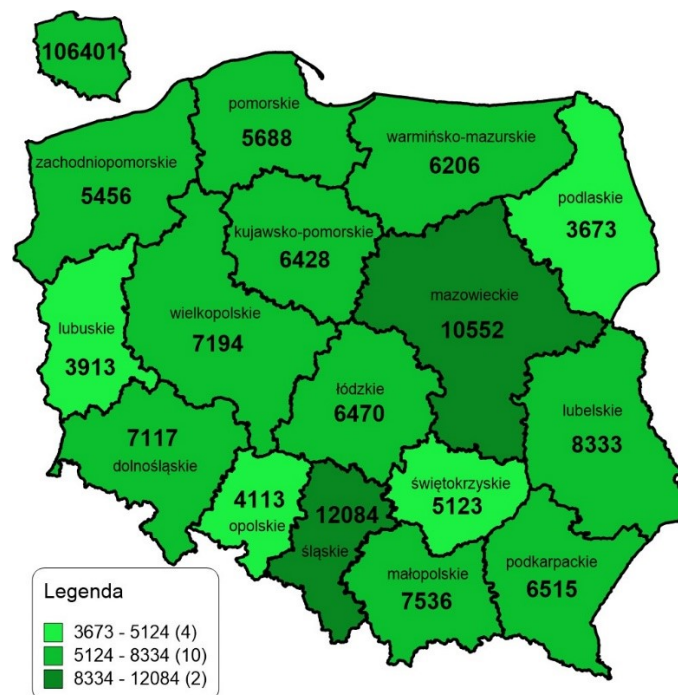 106401
pomorskie
5688
warmińsko-mazurskie
6206
zachodniopomorskie
5456
podlaskie
3673
kujawsko-pomorskie
6428
mazowieckie
10552
lubuskie
3913
wielkopolskie
7194
łódzkie
6470
lubelskie
8333
7117
dolnośląskie
4113
opolskie
12084
śląskie
świętokrzyskie
5123
małopolskie
7536
podkarpackie
6515
Legenda
3673 - 5124 (4)
5124 - 8334 (10)
8334 - 12084 (2)